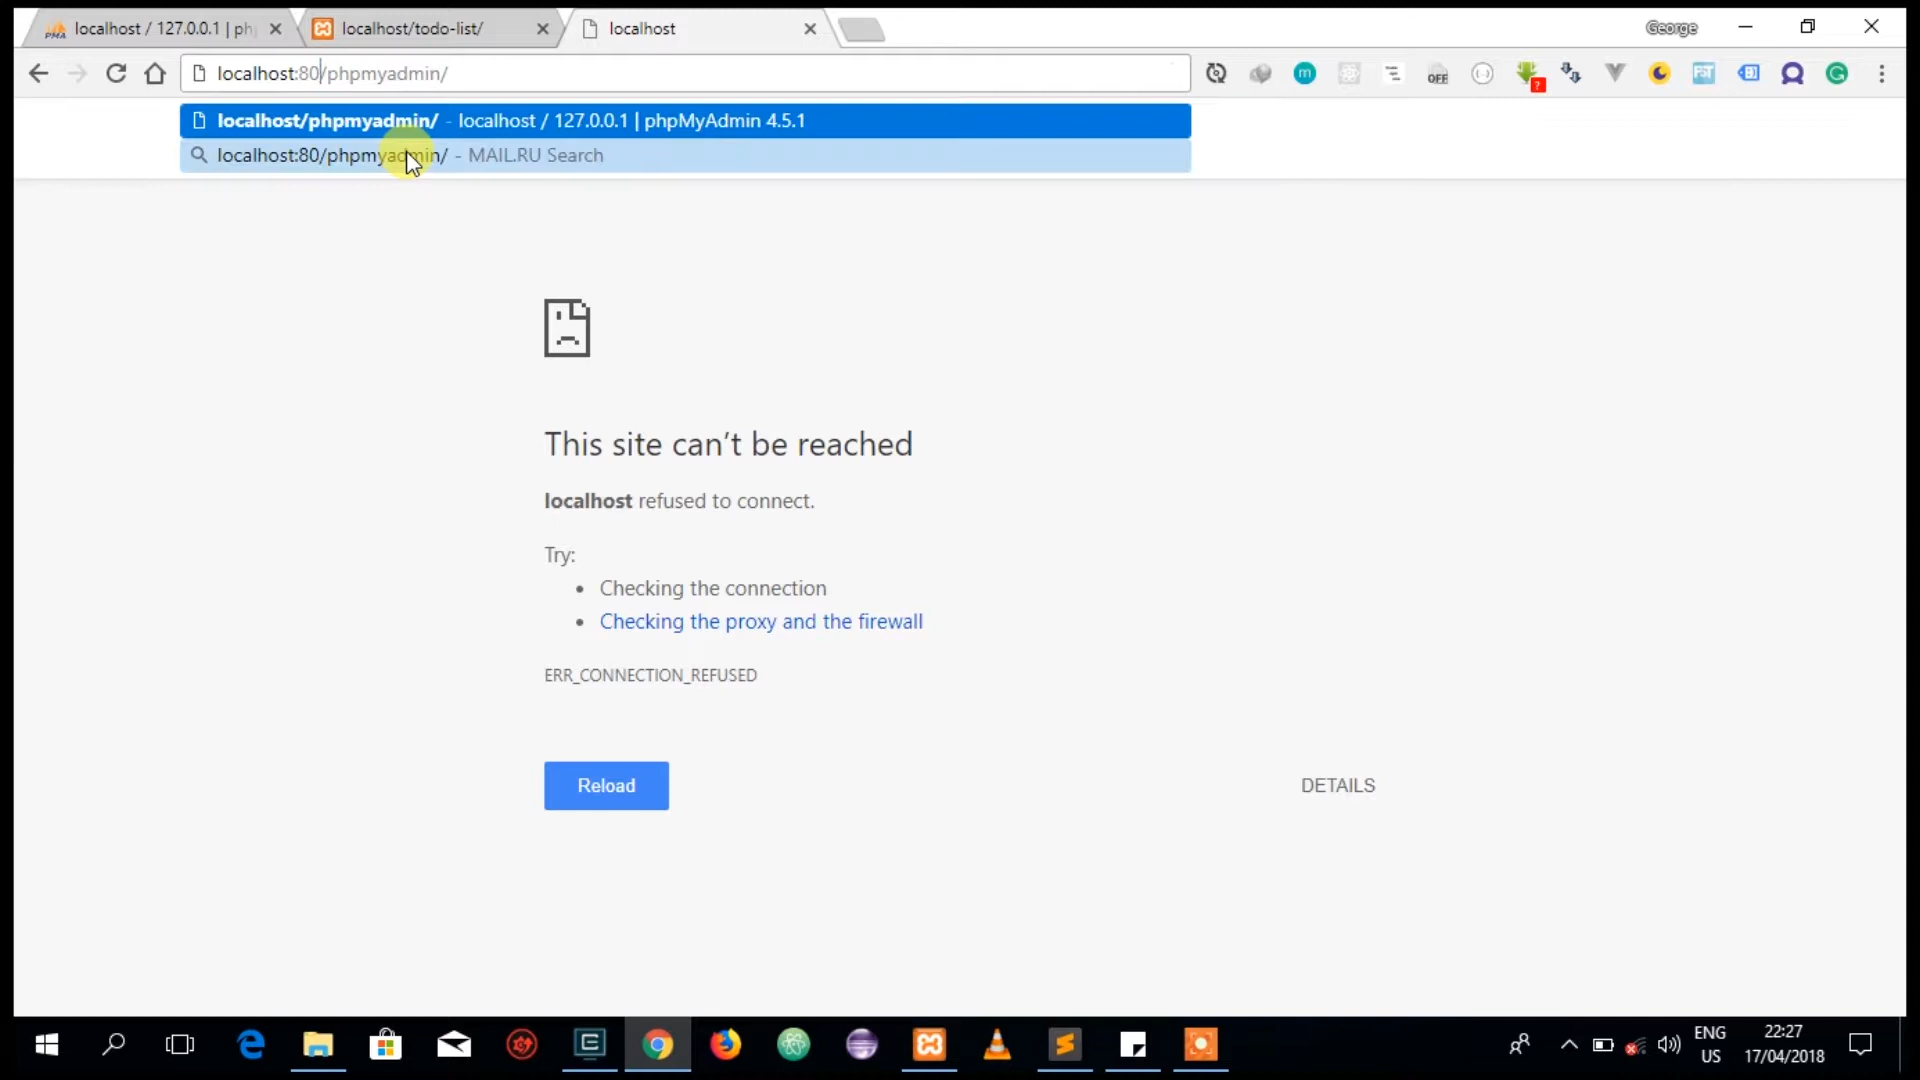 localhost / 127.0.0.1 | ph
localhost/todo-list/
localhost
George
localhost:80/phpmyadmin/
OFF
localhost/phpmyadmin/ - localhost / 127.0.0.1 | phpMyAdmin 4.5.1
localhost:80/phpmyadmin/ - MAIL.RU Search
This site can't be reached
localhost refused to connect.
Try:
• Checking the connection
• Checking the proxy and the firewall
ERR_CONNECTION_REFUSED
Reload
DETAILS
ENG
US
22:27
17/04/2018